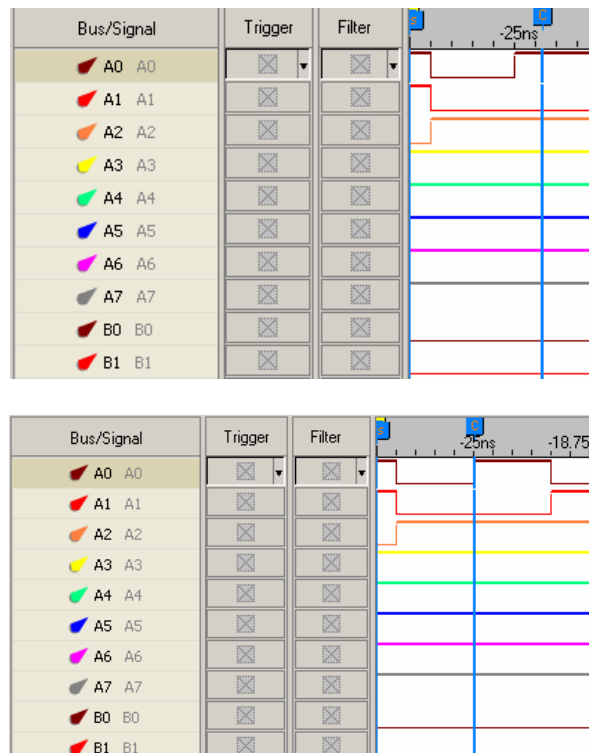 Bus/Signal Trigger Filter s C
-25ns
A0 A0
A1 A1
A2 A2
A3 A3
A4 A4
A5 A5
A6 A6
A7 A7
B0 B0
B1 B1
Bus/Signal Trigger Filter s C
-25ns -18.75
A0 A0
A1 A1
A2 A2
A3 A3
A4 A4
A5 A5
A6 A6
A7 A7
B0 B0
B1 B1